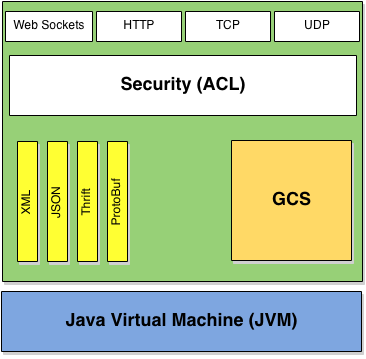 Web Sockets
HTTP
TCP
UDP
Security (ACL)
XML
JSON
Thrift
ProtoBuf
GCS
Java Virtual Machine (JVM)